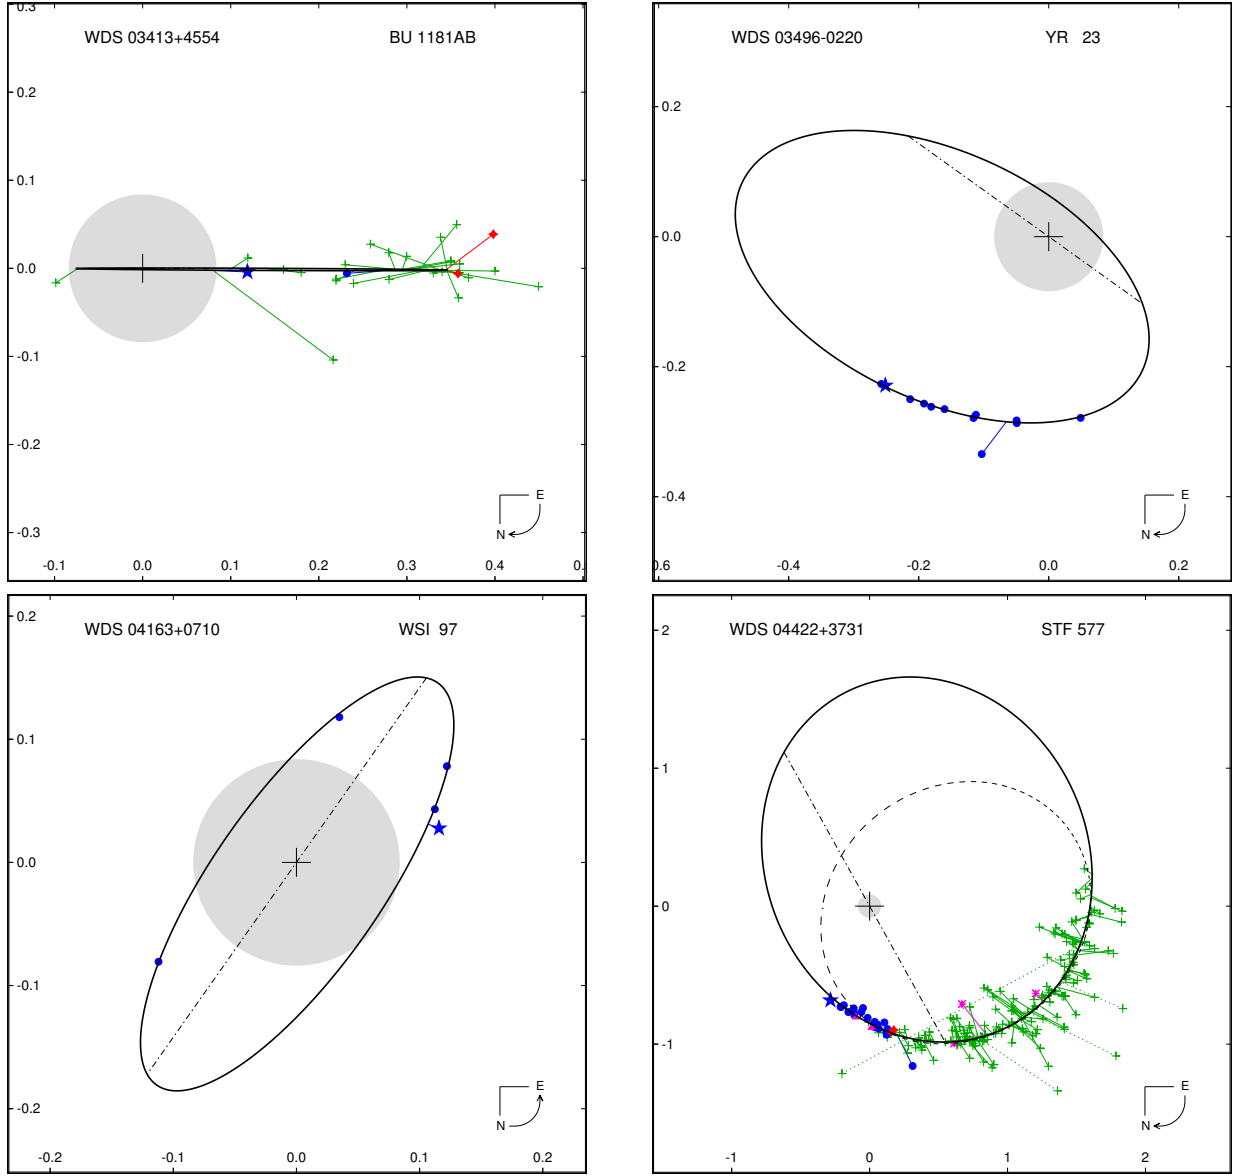 0.3
WDS 03413+4554 BU 1181AB
0.2
0.1
0.0
-0.1
-0.2
-0.3
E
N
-0.1 0.0 0.1 0.2 0.3 0.4 0.
WDS 03496-0220 YR 23
0.2
0.0
-0.2
-0.4
E
N
0.6 -0.4 -0.2 0.0 0.2
0.2
WDS 04163+0710 WSI 97
0.1
0.0
-0.1
-0.2
E
N
-0.2 -0.1 0.0 0.1 0.2
2
WDS 04422+3731 STF 577
1
0
-1
E
N
-1 0 1 2